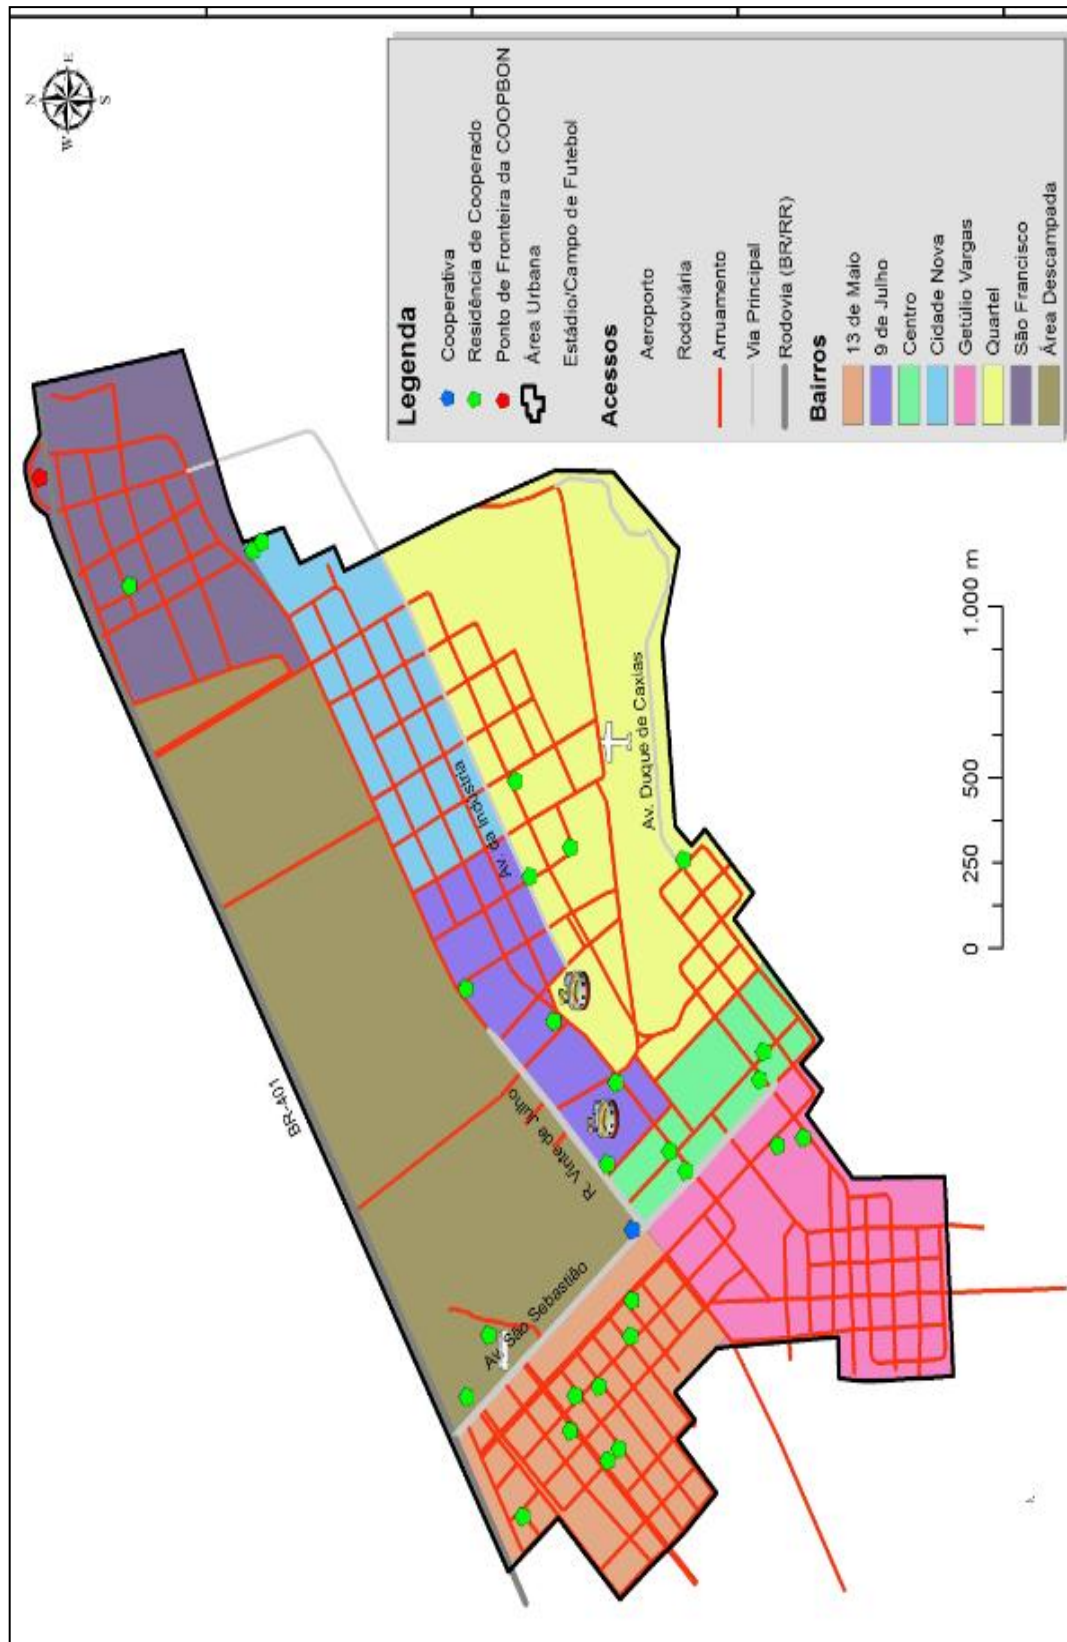 N
E
S
W
Legenda
Cooperativa
Residência de Cooperado
Ponto de Fronteira da COOPBON
Área Urbana
Estádio/Campo de Futebol
Acessos
Aeroporto
Rodoviária
Arruamento
Via Principal
Rodovia (BR/RR)
Bairros
13 de Maio
9 de Julho
Centro
Cidade Nova
Getúlio Vargas
Quartel
São Francisco
Área Descampada
BR-401
Av. da Indústria
Av. Duque de Caxias
R. Vinte de Julho
Av. São Sebastião
0 250 500 1.000 m